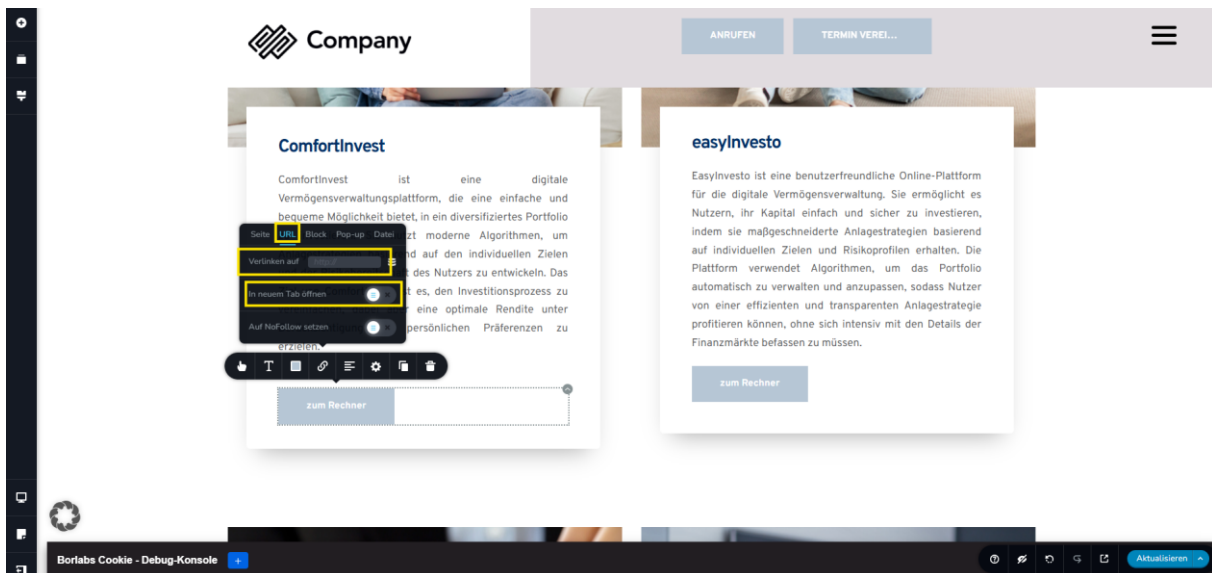 Company
ANRUFEN
TERMIN VEREI...
ComfortInvest
ComfortInvest ist eine digitale
Vermögensverwaltungsplattform, die eine einfache und
bequeme Möglichkeit bietet, in ein diversifiziertes Portfolio
zt moderne Algorithmen, um
nd auf den individuellen Zielen
t des Nutzers zu entwickeln. Das
t es, den Investitionsprozess zu
eine optimale Rendite unter
persönlichen Präferenzen zu
erzielen.
Seite URL Block Pop-up Datei
Verlinken auf http://
In neuem Tab öffnen
Auf NoFollow setzen
zum Rechner
easyInvesto
EasyInvesto ist eine benutzerfreundliche Online-Plattform
für die digitale Vermögensverwaltung. Sie ermöglicht es
Nutzern, ihr Kapital einfach und sicher zu investieren,
indem sie maßgeschneiderte Anlagestrategien basierend
auf individuellen Zielen und Risikoprofilen erhalten. Die
Plattform verwendet Algorithmen, um das Portfolio
automatisch zu verwalten und anzupassen, sodass Nutzer
von einer effizienten und transparenten Anlagestrategie
profitieren können, ohne sich intensiv mit den Details der
Finanzmärkte befassen zu müssen.
zum Rechner
Borlabs Cookie - Debug-Konsole +
Aktualisieren